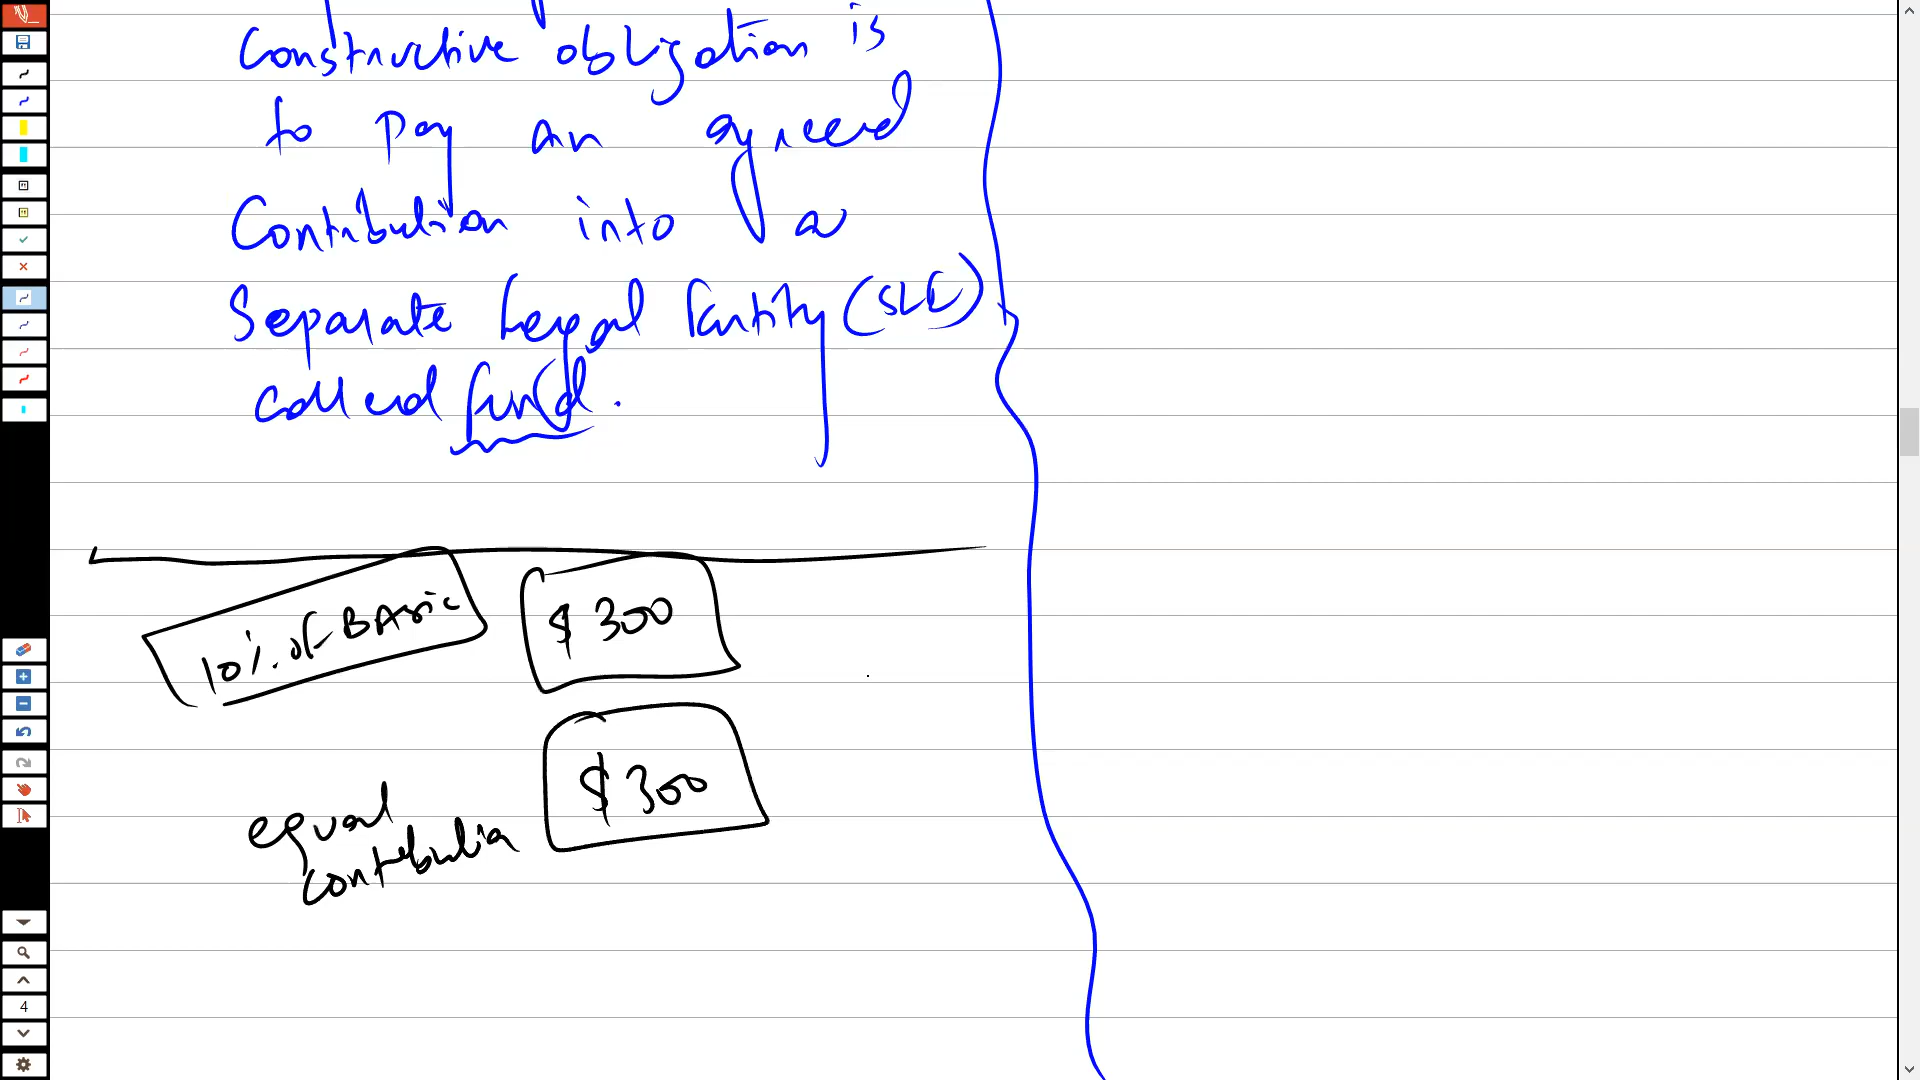 Constructive obligation is
to pay an agreed
Contribution into a
Separate Legal Entity (SLE)
called fund.
10% of BAsic
$ 300
$ 300
equal
contribution
4